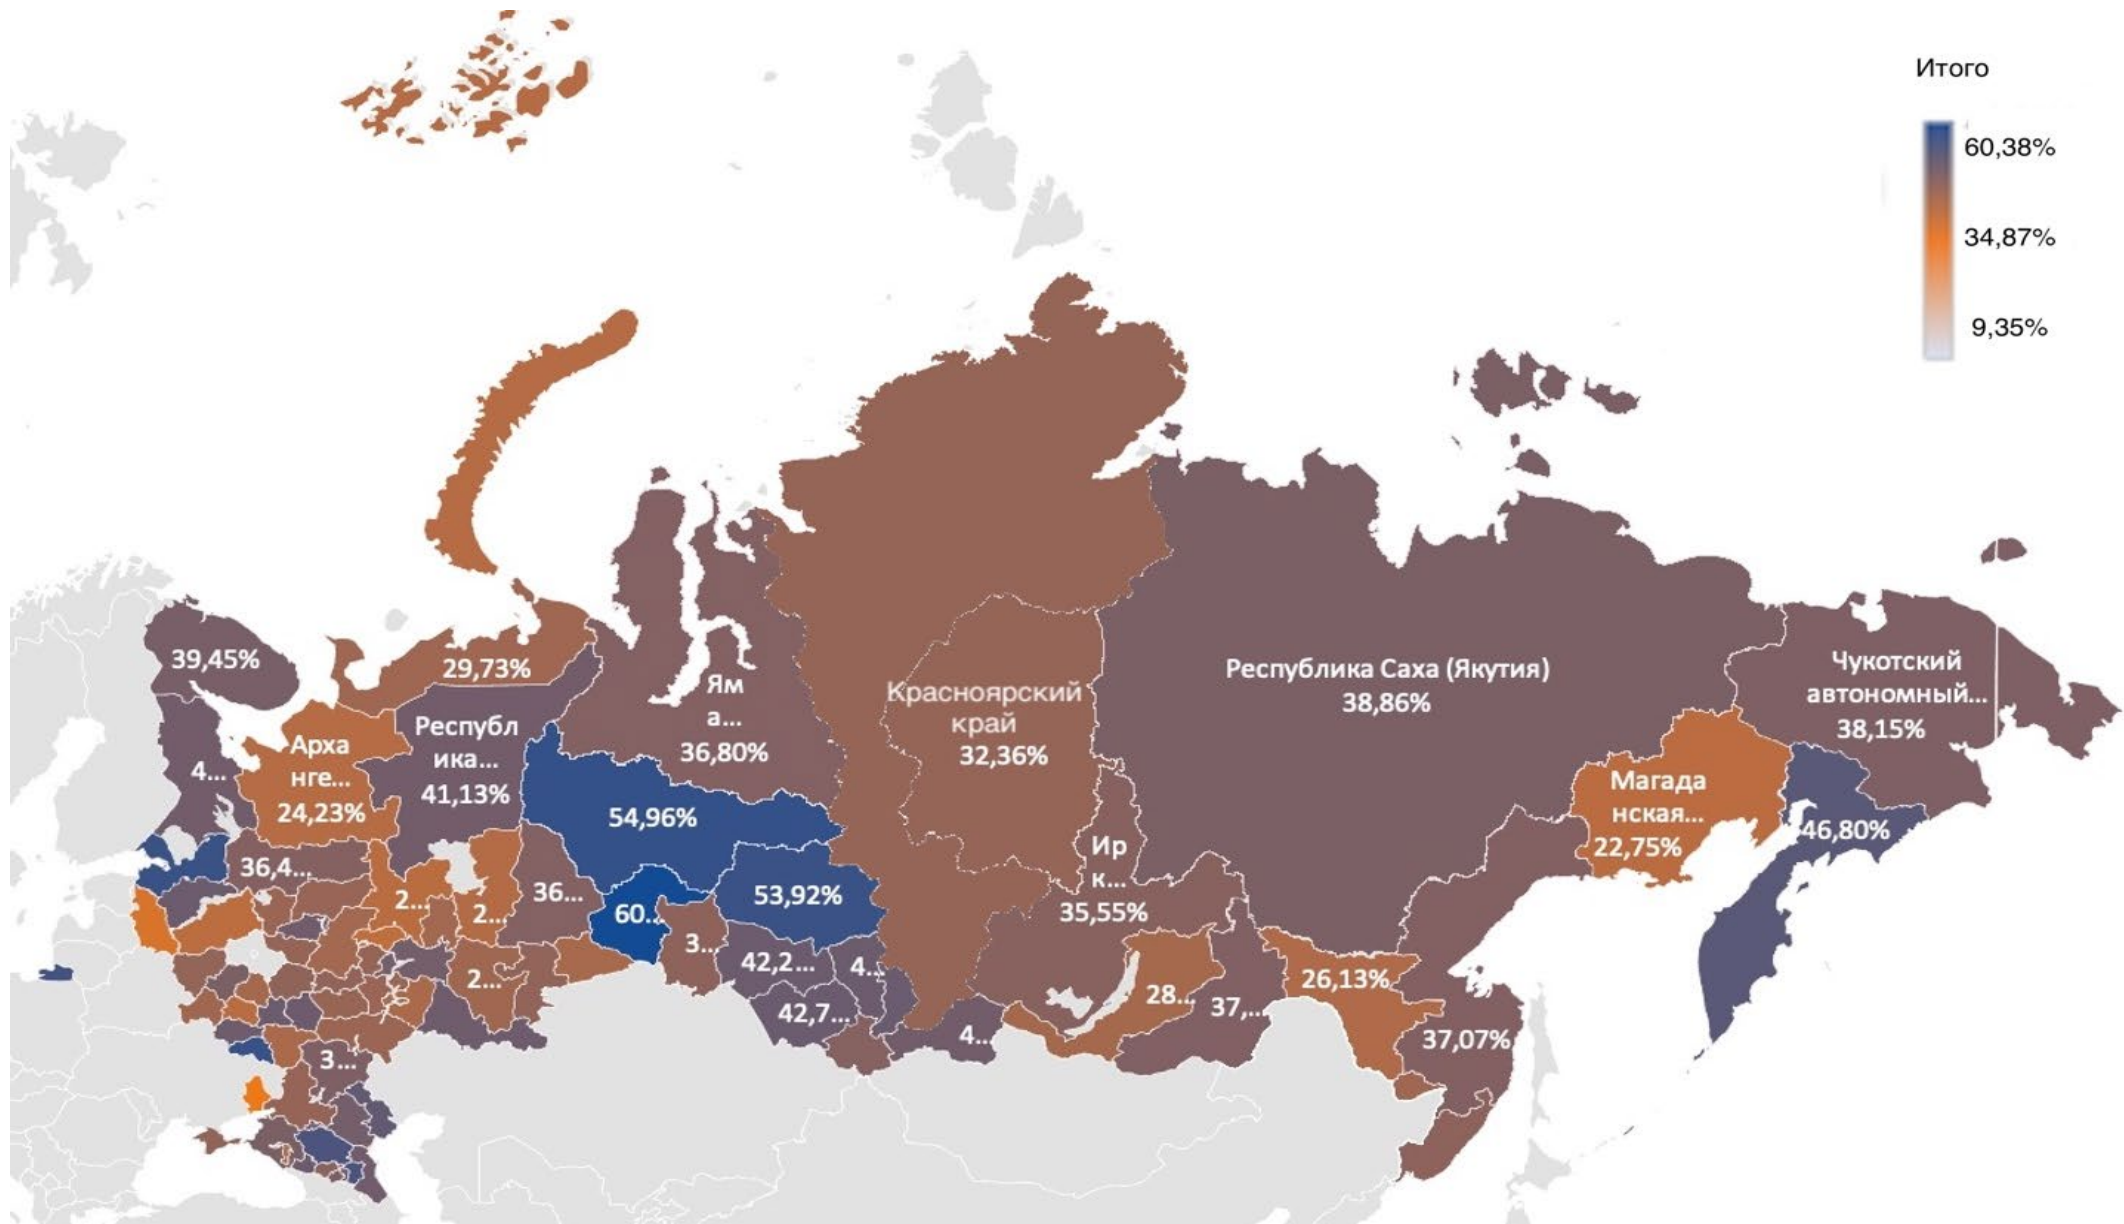 Итого
60,38%
34,87%
9,35%
39,45%
29,73%
Республ
ика...
41,13%
Ям
а...
36,80%
Красноярский
край
32,36%
Республика Саха (Якутия)
38,86%
Чукотский
автономный...
38,15%
4...
Арха
нге...
24,23%
54,96%
Магада
нская...
22,75%
46,80%
36,4...
2...
2...
36...
60...
53,92%
Ир
к...
35,55%
3...
42,2...
4...
2...
42,7...
4...
28...
37,...
26,13%
37,07%
3...